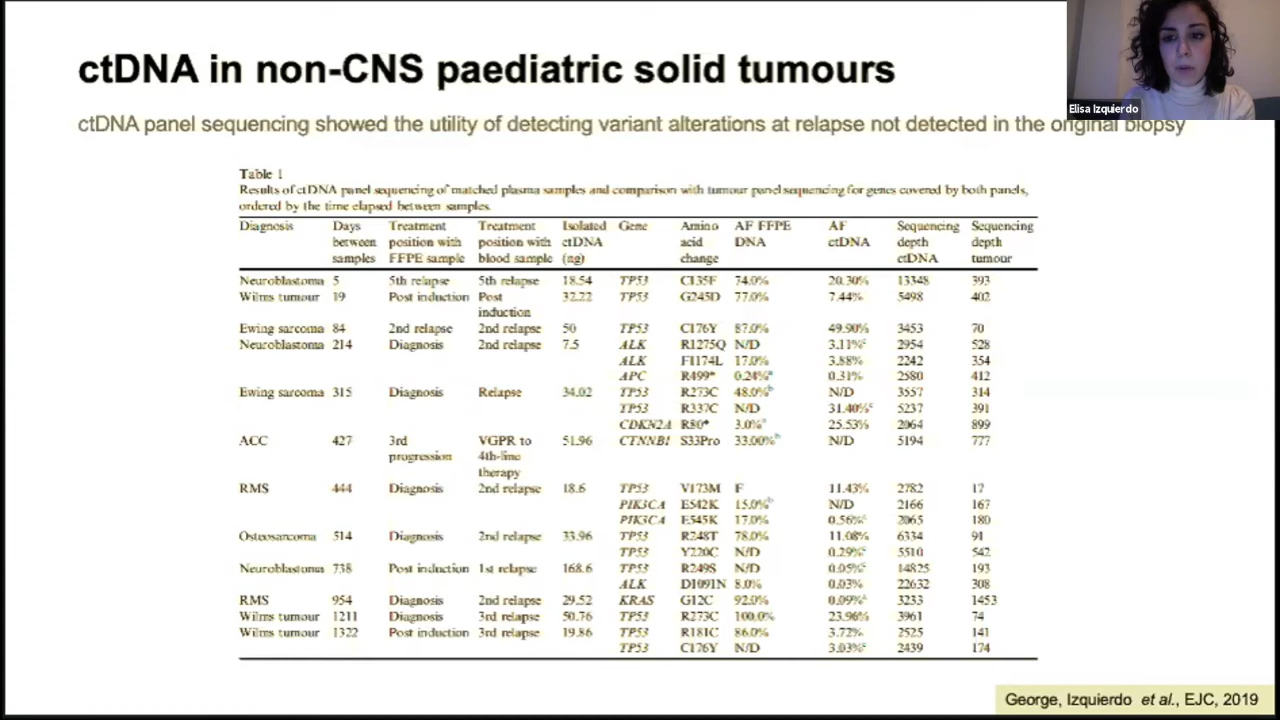 ctDNA in non-CNS paediatric solid tumours
Elisa Izquierdo
ctDNA panel sequencing showed the utility of detecting variant alterations at relapse not detected in the original biopsy
Table 1
Results of ctDNA panel sequencing of matched plasma samples and comparison with tumour panel sequencing for genes covered by both panels,
ordered by the time elapsed between samples.
Diagnosis Days between samples Treatment position with FFPE sample Treatment position with blood sample Isolated ctDNA (ng) Gene Amino acid change AF FFPE DNA AF ctDNA Sequencing depth ctDNA Sequencing depth tumour
Neuroblastoma 5 5th relapse 5th relapse 18.54 TP53 C135F 74.0% 20.30% 13348 393
Wilms tumour 19 Post induction Post induction 32.22 TP53 G245D 77.0% 7.44% 5498 402
Ewing sarcoma 84 2nd relapse 2nd relapse 50 TP53 C176Y 87.0% 49.90% 3453 70
Neuroblastoma 214 Diagnosis 2nd relapse 7.5 ALK R1275Q N/D 3.11% 2954 528
ALK F1174L 17.0% 3.88% 2242 354
APC R499* 0.24% 0.31% 2580 412
Ewing sarcoma 315 Diagnosis Relapse 34.02 TP53 R273C 48.0% N/D 3557 314
TP53 R337C N/D 31.40% 5237 391
CDKN2A R80* 3.0% 25.53% 2064 899
ACC 427 3rd progression VGPR to 4th-line therapy 51.96 CTNNB1 S33Pro 33.00% N/D 5194 777
RMS 444 Diagnosis 2nd relapse 18.6 TP53 V173M F 11.43% 2782 17
PIK3CA E542K 15.0% N/D 2166 167
PIK3CA E545K 17.0% 0.56% 2065 180
Osteosarcoma 514 Diagnosis 2nd relapse 33.96 TP53 R248T 78.0% 11.08% 6334 91
TP53 Y220C N/D 0.29% 5510 542
Neuroblastoma 738 Post induction 1st relapse 168.6 TP53 R249S N/D 0.05% 14825 193
ALK D1091N 8.0% 0.03% 22632 308
RMS 954 Diagnosis 2nd relapse 29.52 KRAS G12C 92.0% 0.09% 3233 1453
Wilms tumour 1211 Diagnosis 3rd relapse 50.76 TP53 R273C 100.0% 23.96% 3961 74
Wilms tumour 1322 Post induction 3rd relapse 19.86 TP53 R181C 86.0% 3.72% 2525 141
TP53 C176Y N/D 3.03% 2439 174
George, Izquierdo et al., EJC, 2019